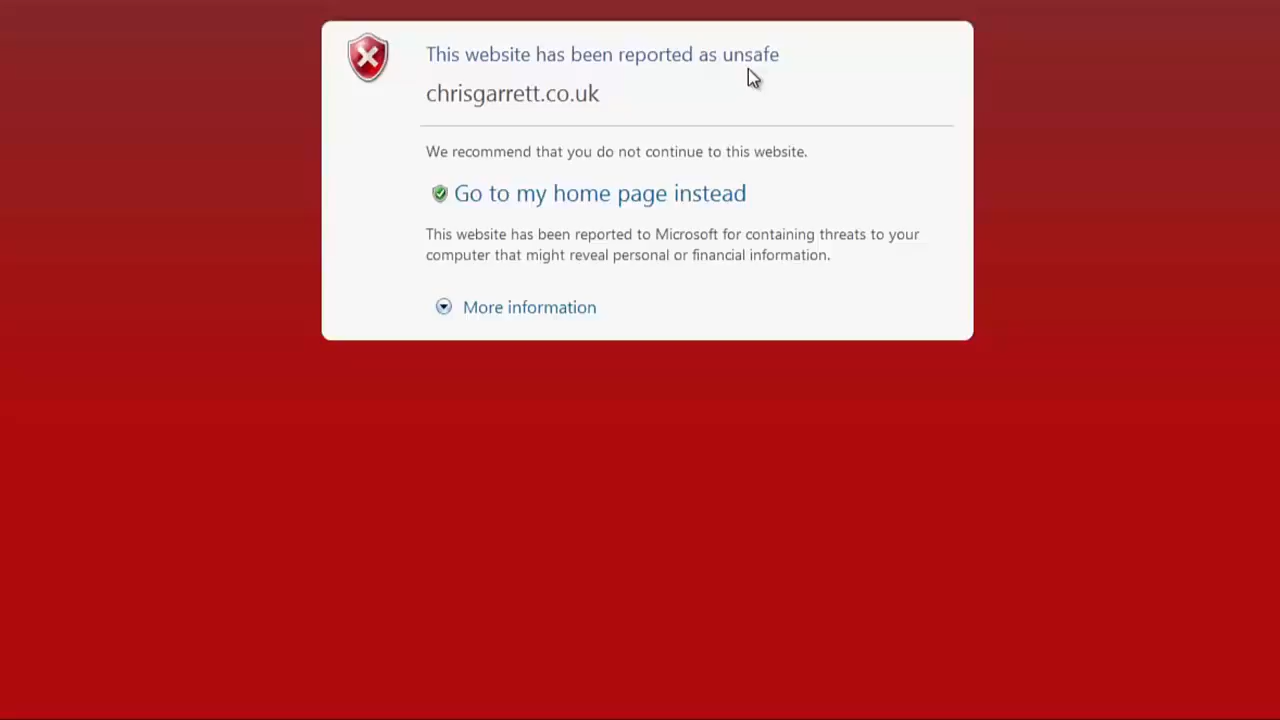 This website has been reported as unsafe
chrisgarrett.co.uk
We recommend that you do not continue to this website.
Go to my home page instead
This website has been reported to Microsoft for containing threats to your
computer that might reveal personal or financial information.
More information